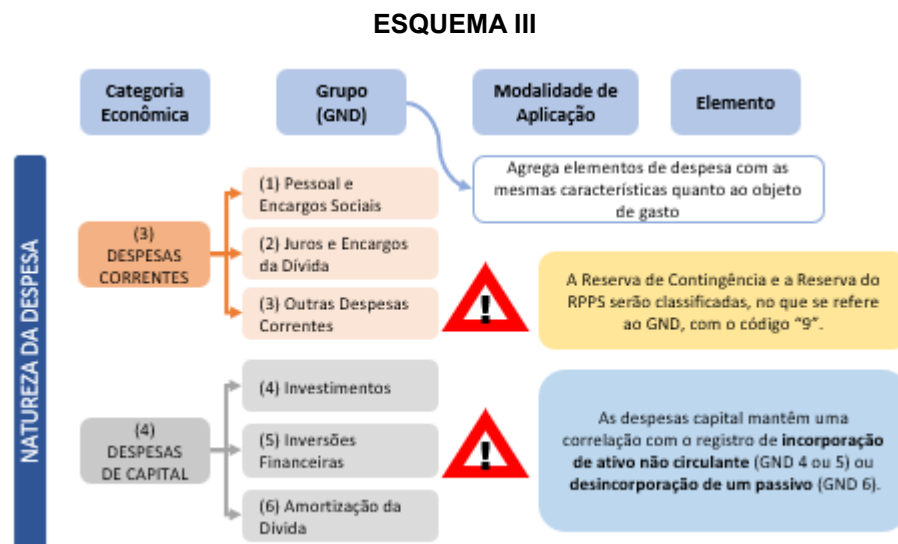 ESQUEMA III
Categoria
Econômica
Grupo
(GND)
Modalidade de
Aplicação
Elemento
NATUREZA DA DESPESA
Agrega elementos de despesa com as
mesmas características quanto ao objeto
de gasto
(3)
DESPESAS
CORRENTES
(1) Pessoal e
Encargos Sociais
(2) Juros e Encargos
da Dívida
(3) Outras Despesas
Correntes
!
A Reserva de Contingência e a Reserva do
RPPS serão classificadas, no que se refere
ao GND, com o código “9”.
(4)
DESPESAS
DE CAPITAL
(4) Investimentos
(5) Inversões
Financeiras
(6) Amortização da
Dívida
!
As despesas capital mantêm uma
correlação com o registro de incorporação
de ativo não circulante (GND 4 ou 5) ou
desincorporação de um passivo (GND 6).